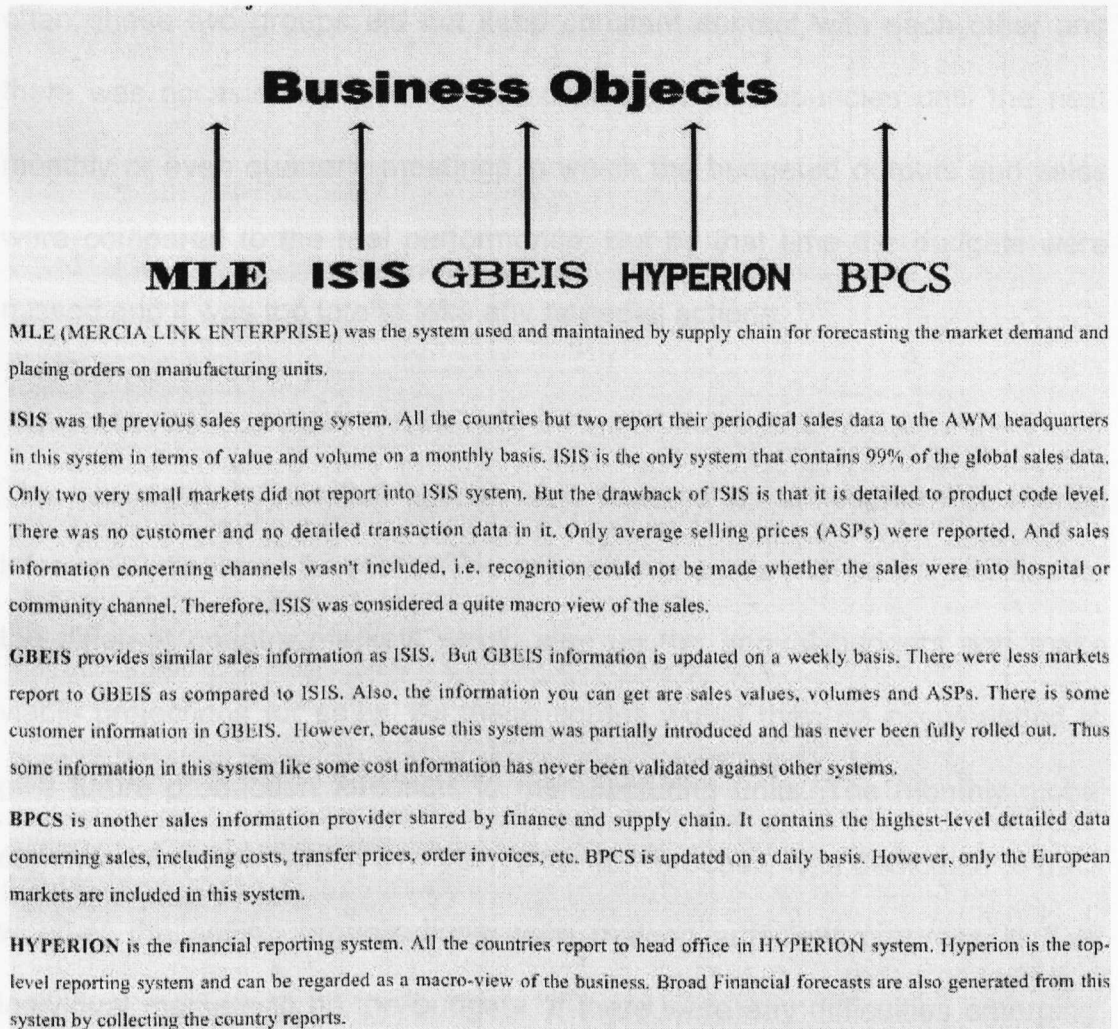 Business Objects
MLE ISIS GBEIS HYPERION BPCS
MLE (MERCIA LINK ENTERPRISE) was the system used and maintained by supply chain for forecasting the market demand and
placing orders on manufacturing units.
ISIS was the previous sales reporting system. All the countries but two report their periodical sales data to the AWM headquarters
in this system in terms of value and volume on a monthly basis. ISIS is the only system that contains 99% of the global sales data.
Only two very small markets did not report into ISIS system. But the drawback of ISIS is that it is detailed to product code level.
There was no customer and no detailed transaction data in it. Only average selling prices (ASPs) were reported. And sales
information concerning channels wasn't included, i.e. recognition could not be made whether the sales were into hospital or
community channel. Therefore, ISIS was considered a quite macro view of the sales.
GBEIS provides similar sales information as ISIS. But GBEIS information is updated on a weekly basis. There were less markets
report to GBEIS as compared to ISIS. Also, the information you can get are sales values, volumes and ASPs. There is some
customer information in GBEIS. However, because this system was partially introduced and has never been fully rolled out. Thus
some information in this system like some cost information has never been validated against other systems.
BPCS is another sales information provider shared by finance and supply chain. It contains the highest-level detailed data
concerning sales, including costs, transfer prices, order invoices, etc. BPCS is updated on a daily basis. However, only the European
markets are included in this system.
HYPERION is the financial reporting system. All the countries report to head office in HYPERION system. Hyperion is the top-
level reporting system and can be regarded as a macro-view of the business. Broad Financial forecasts are also generated from this
system by collecting the country reports.